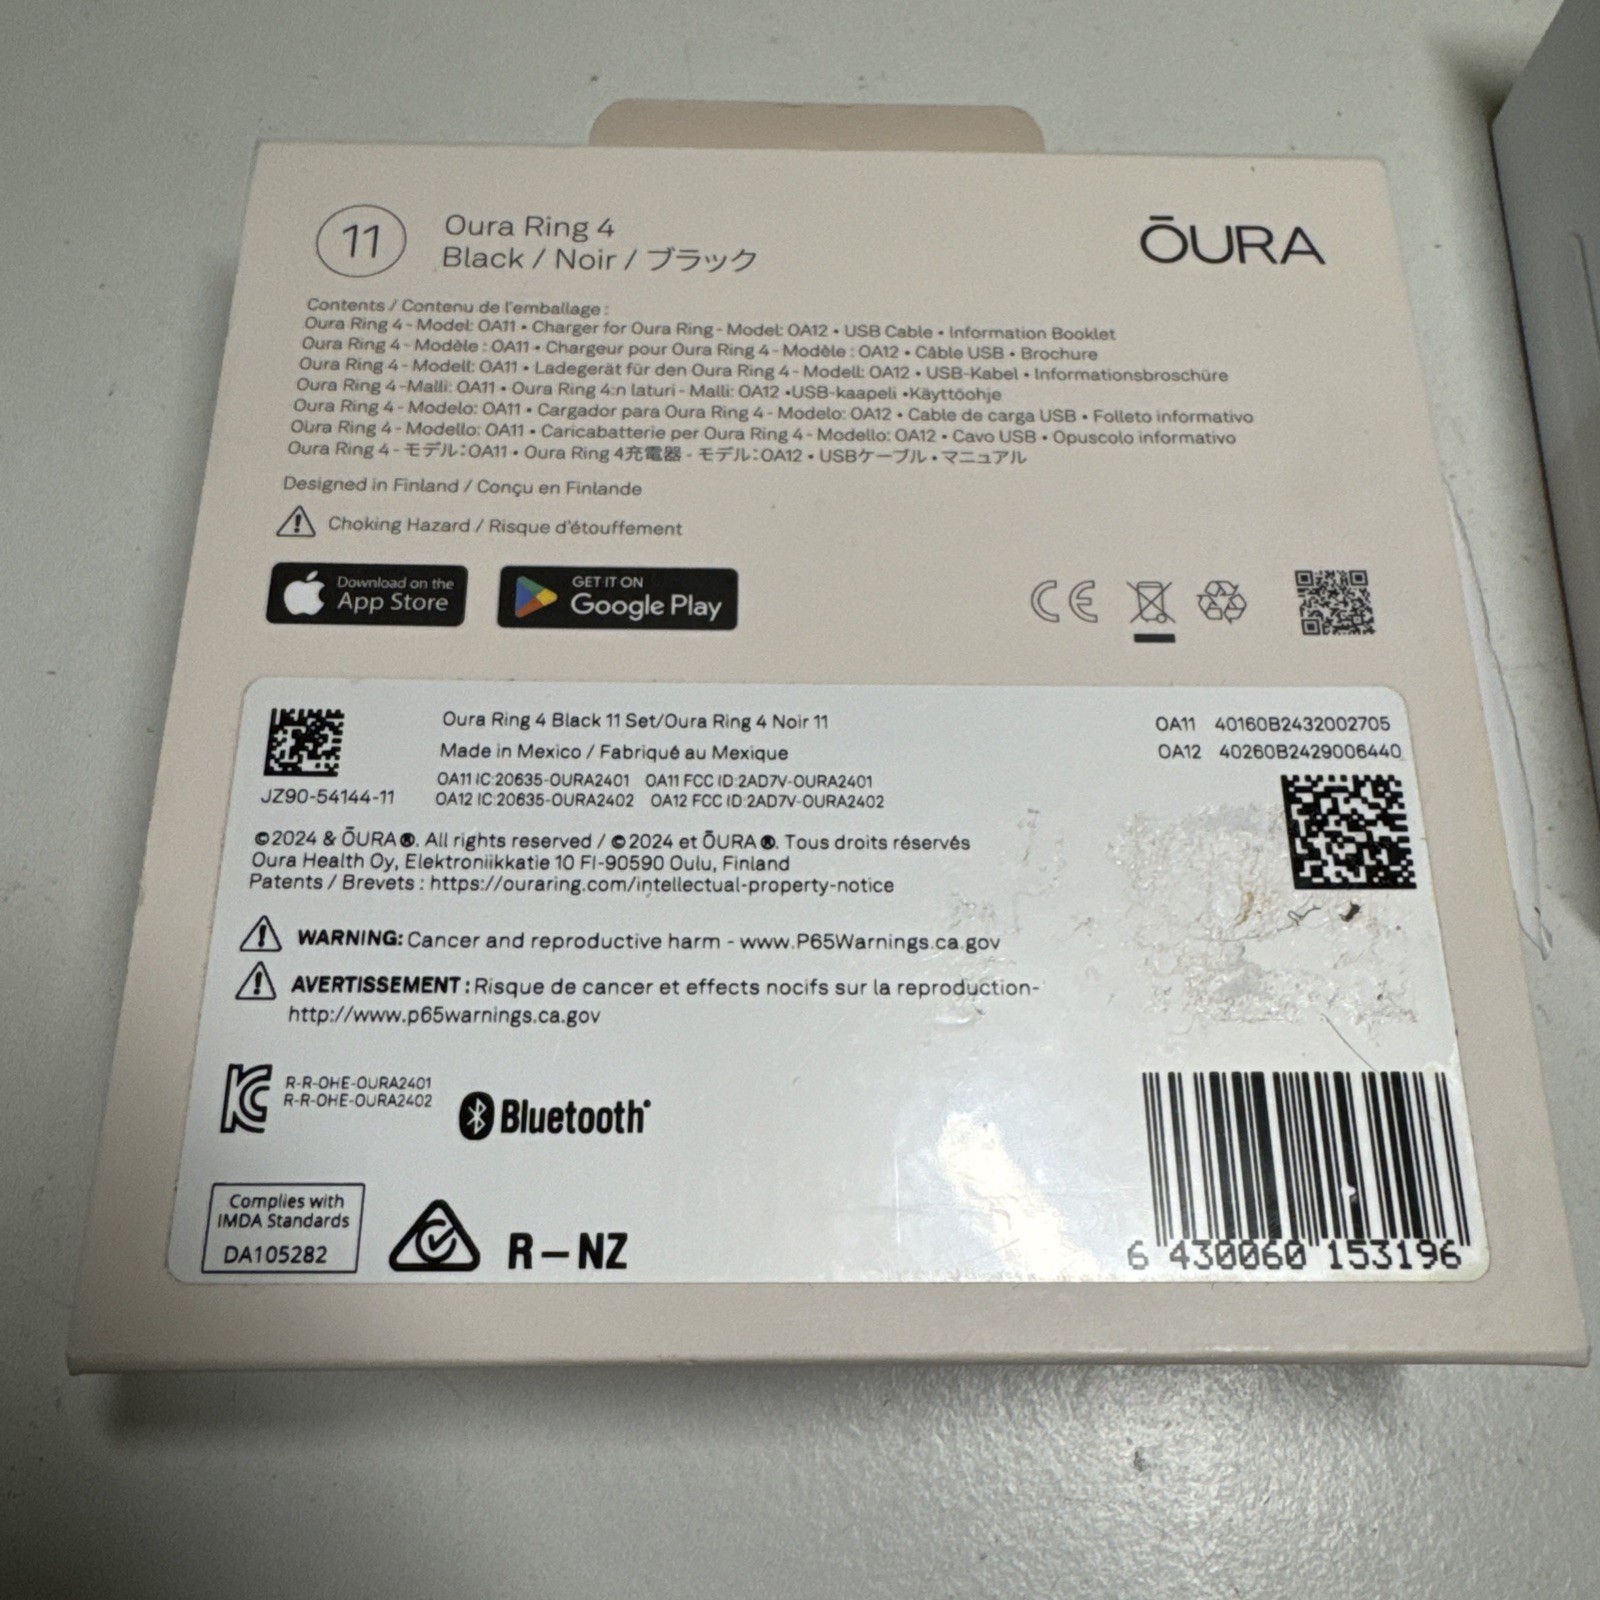 11
Oura Ring 4
Black / Noir / ブラック
ŌURA
Contents / Contenu de l'emballage :
Oura Ring 4 - Model: OA11 • Charger for Oura Ring - Model: OA12 • USB Cable • Information Booklet
Oura Ring 4 - Modèle : OA11 • Chargeur pour Oura Ring 4 - Modèle : OA12 • Câble USB • Brochure
Oura Ring 4 - Modell: OA11 • Ladegerät für den Oura Ring 4 - Modell: OA12 • USB-Kabel • Informationsbroschüre
Oura Ring 4 -Malli: OA11 • Oura Ring 4:n laturi - Malli: OA12 •USB-kaapeli •Käyttöohje
Oura Ring 4 - Modelo: OA11 • Cargador para Oura Ring 4 - Modelo: OA12 • Cable de carga USB • Folleto informativo
Oura Ring 4 - Modello: OA11 • Caricabatterie per Oura Ring 4 - Modello: OA12 • Cavo USB • Opuscolo informativo
Oura Ring 4 - モデル:OA11 • Oura Ring 4充電器 - モデル:OA12 • USBケーブル • マニュアル
Designed in Finland / Conçu en Finlande
Choking Hazard / Risque d'étouffement
Download on the
App Store
GET IT ON
Google Play
CE
Oura Ring 4 Black 11 Set/Oura Ring 4 Noir 11
Made in Mexico / Fabriqué au Mexique
OA11 IC:20635-OURA2401 OA11 FCC ID:2AD7V-OURA2401
OA12 IC:20635-OURA2402 OA12 FCC ID:2AD7V-OURA2402
JZ90-54144-11
OA11 40160B2432002705
OA12 40260B2429006440
©2024 & ŌURA®. All rights reserved / ©2024 et ŌURA®. Tous droits réservés
Oura Health Oy, Elektroniikkatie 10 FI-90590 Oulu, Finland
Patents / Brevets : https://ouraring.com/intellectual-property-notice
WARNING: Cancer and reproductive harm - www.P65Warnings.ca.gov
AVERTISSEMENT : Risque de cancer et effects nocifs sur la reproduction-
http://www.p65warnings.ca.gov
R-R-OHE-OURA2401
R-R-OHE-OURA2402
Bluetooth
Complies with
IMDA Standards
DA105282
R-NZ
6 430060 153196